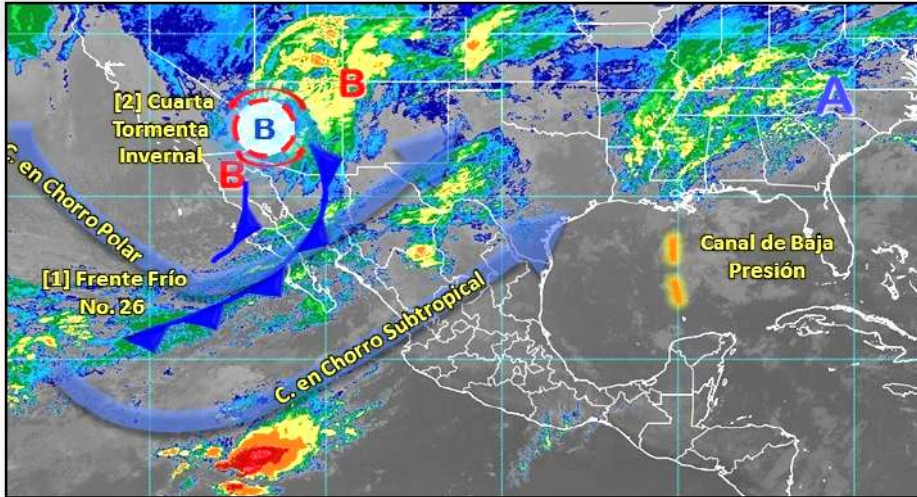 [2] Cuarta
Tormenta
Invernal
B
B
B
A
C. en Chorro Polar
[1] Frente Frío
No. 26
C. en Chorro Subtropical
Canal de Baja
Presión